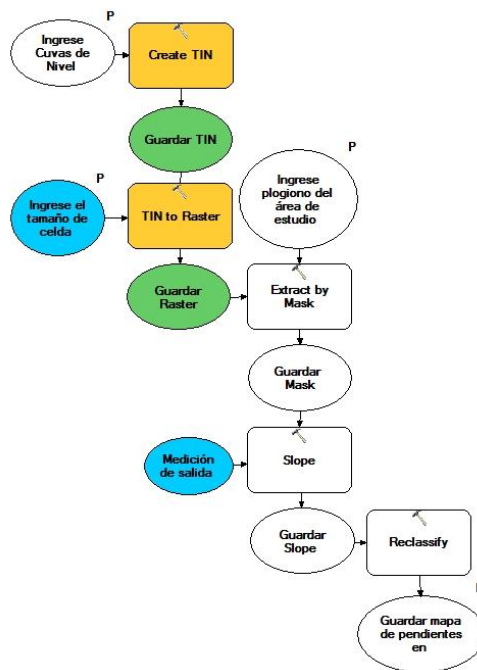 P
Ingrese
Cuvas de
Nivel
Create TIN
Guardar TIN
P
Ingrese el
tamaño de
celda
TIN to Raster
P
Ingrese
plogiono del
área de
estudio
Guardar
Raster
Extract by
Mask
Guardar
Mask
Medición
de salida
Slope
Guardar
Slope
Reclassify
Guardar mapa
de pendientes
en